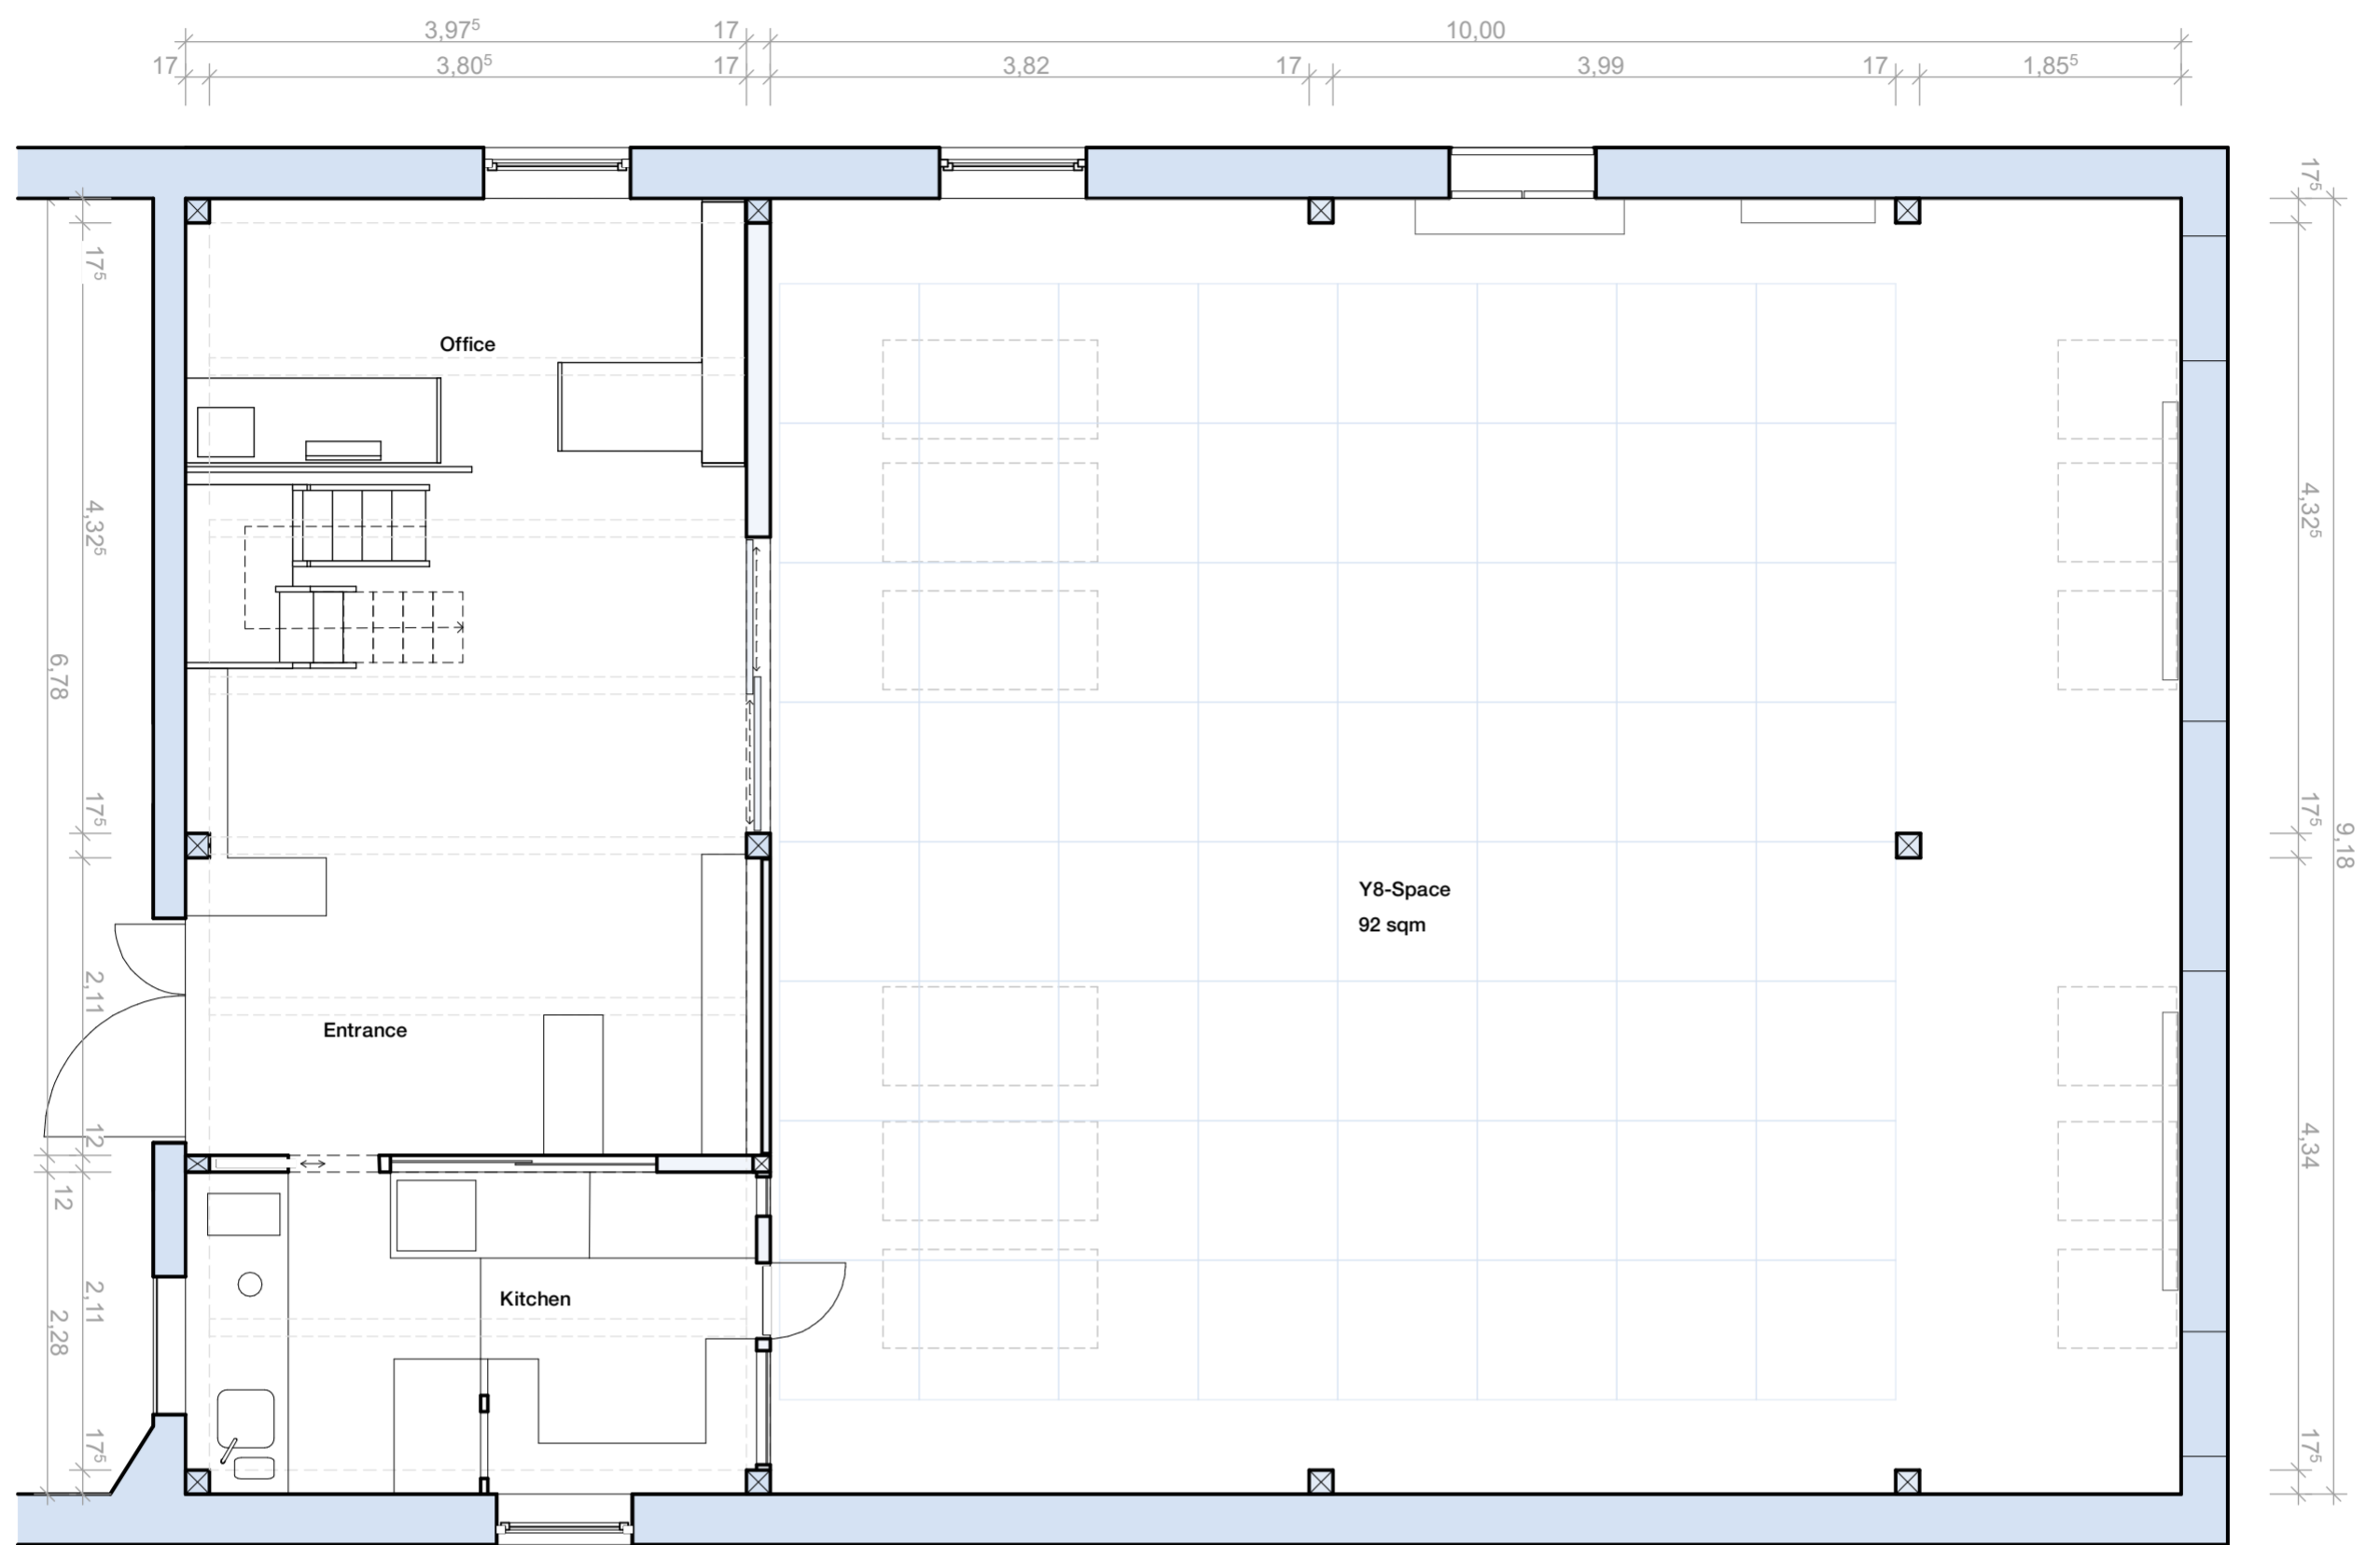 3,97⁵ 17 10,00
17 3,80⁵ 17 3,82 17 3,99 17 1,85⁵
17⁵
17⁵
Office
4,32⁵
4,32⁵
6,78
17⁵
17⁵
9,18
Y8-Space
92 sqm
2,11
Entrance
12
4,34
12
2,11
Kitchen
2,28
17⁵
17⁵